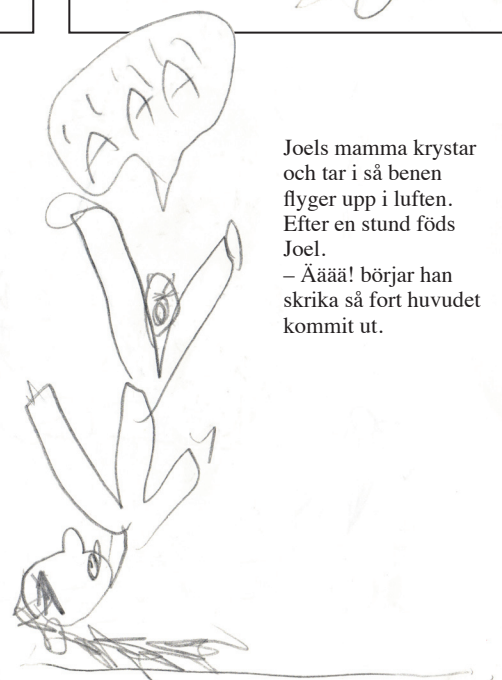 Ä Ä Ä
Joels mamma krystar
och tar i så benen
flyger upp i luften.
Efter en stund föds
Joel.
– Ääää! börjar han
skrika så fort huvudet
kommit ut.